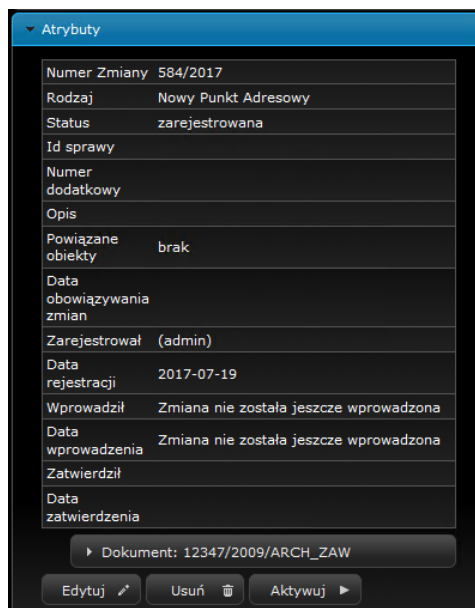 Atrybuty
Numer Zmiany 584/2017
Rodzaj Nowy Punkt Adresowy
Status zarejestrowana
Id sprawy
Numer
dodatkowy
Opis
Powiązane
obiekty brak
Data
obowiązywania
zmian
Zarejestrował (admin)
Data
rejestracji 2017-07-19
Wprowadził Zmiana nie została jeszcze wprowadzona
Data
wprowadzenia Zmiana nie została jeszcze wprowadzona
Zatwierdził
Data
zatwierdzenia
Dokument: 12347/2009/ARCH_ZAW
Edytuj Usuń Aktywuj